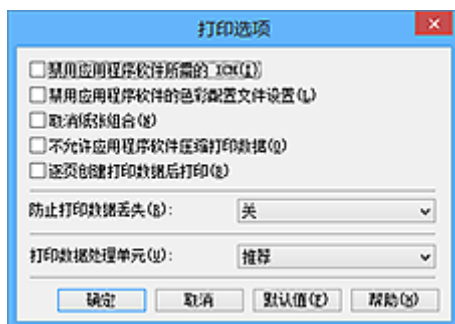 打印选项
禁用应用程序软件所需的 ICM(I)
禁用应用程序软件的色彩配置文件设置(L)
取消纸张组合(N)
不允许应用程序软件压缩打印数据(O)
逐页创建打印数据后打印(R)
防止打印数据丢失(R): 关
打印数据处理单元(U): 推荐
确定 取消 默认值(F) 帮助(H)